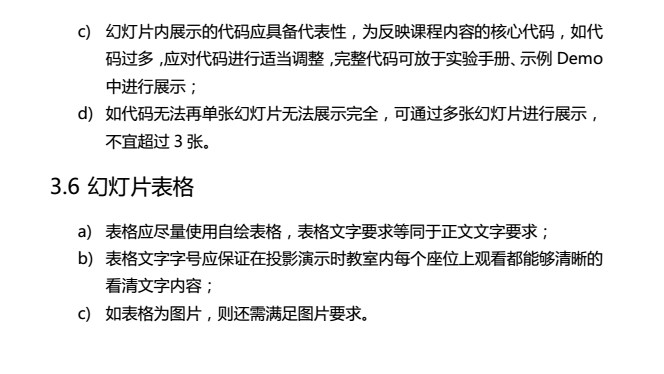 c) 幻灯片内展示的代码应具备代表性，为反映课程内容的核心代码，如代
码过多,应对代码进行适当调整,完整代码可放于实验手册、示例 Demo
中进行展示；
d) 如代码无法再单张幻灯片无法展示完全，可通过多张幻灯片进行展示，
不宜超过 3 张。
3.6 幻灯片表格
a) 表格应尽量使用自绘表格，表格文字要求等同于正文文字要求；
b) 表格文字字号应保证在投影演示时教室内每个座位上观看都能够清晰的
看清文字内容；
c) 如表格为图片，则还需满足图片要求。